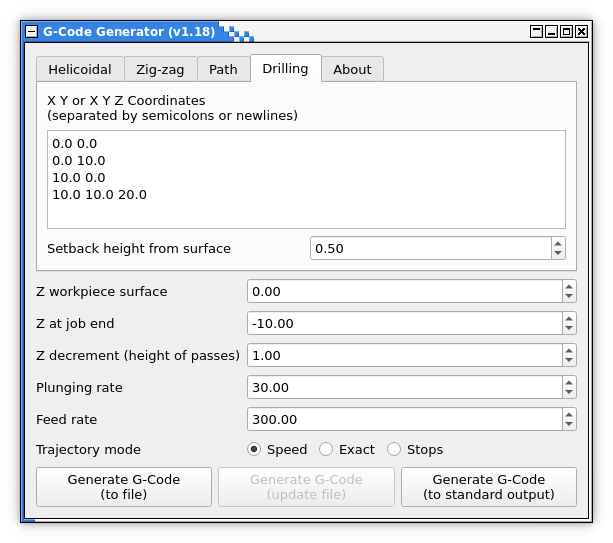 G-Code Generator (v1.18)
Helicoidal Zig-zag Path Drilling About
X Y or X Y Z Coordinates
(separated by semicolons or newlines)
0.0 0.0
0.0 10.0
10.0 0.0
10.0 10.0 20.0
Setback height from surface 0.50
Z workpiece surface 0.00
Z at job end -10.00
Z decrement (height of passes) 1.00
Plunging rate 30.00
Feed rate 300.00
Trajectory mode Speed Exact Stops
Generate G-Code
(to file)
Generate G-Code
(update file)
Generate G-Code
(to standard output)